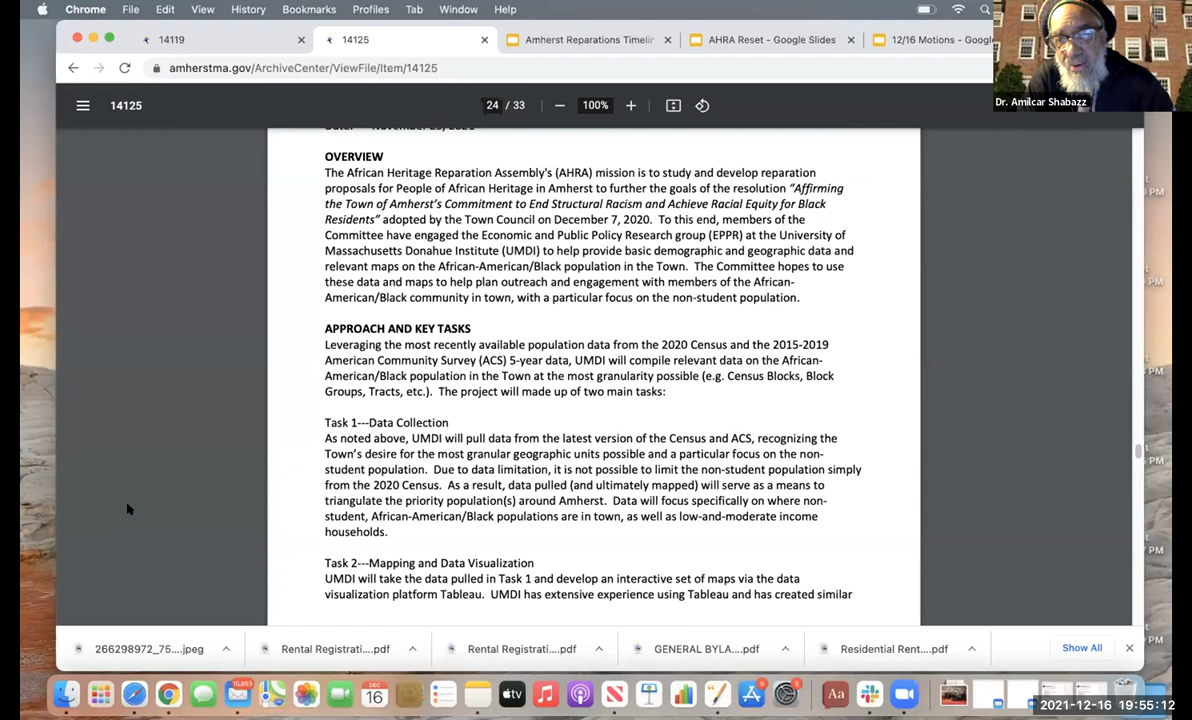 Chrome File Edit View History Bookmarks Profiles Tab Window Help
14119
14125
Amherst Reparations Timelin
AHRA Reset - Google Slides
12/16 Motions - Goog
amherstma.gov/ArchiveCenter/ViewFile/Item/14125
14125
24 / 33
100%
Dr. Amilcar Shabazz
OVERVIEW
The African Heritage Reparation Assembly's (AHRA) mission is to study and develop reparation
proposals for People of African Heritage in Amherst to further the goals of the resolution “Affirming
the Town of Amherst’s Commitment to End Structural Racism and Achieve Racial Equity for Black
Residents” adopted by the Town Council on December 7, 2020. To this end, members of the
Committee have engaged the Economic and Public Policy Research group (EPPR) at the University of
Massachusetts Donahue Institute (UMDI) to help provide basic demographic and geographic data and
relevant maps on the African-American/Black population in the Town. The Committee hopes to use
these data and maps to help plan outreach and engagement with members of the African-
American/Black community in town, with a particular focus on the non-student population.
APPROACH AND KEY TASKS
Leveraging the most recently available population data from the 2020 Census and the 2015-2019
American Community Survey (ACS) 5-year data, UMDI will compile relevant data on the African-
American/Black population in the Town at the most granularity possible (e.g. Census Blocks, Block
Groups, Tracts, etc.). The project will made up of two main tasks:
Task 1---Data Collection
As noted above, UMDI will pull data from the latest version of the Census and ACS, recognizing the
Town’s desire for the most granular geographic units possible and a particular focus on the non-
student population. Due to data limitation, it is not possible to limit the non-student population simply
from the 2020 Census. As a result, data pulled (and ultimately mapped) will serve as a means to
triangulate the priority population(s) around Amherst. Data will focus specifically on where non-
student, African-American/Black populations are in town, as well as low-and-moderate income
households.
Task 2---Mapping and Data Visualization
UMDI will take the data pulled in Task 1 and develop an interactive set of maps via the data
visualization platform Tableau. UMDI has extensive experience using Tableau and has created similar
266298972_75....jpeg
Rental Registrati....pdf
Rental Registrati....pdf
GENERAL BYLA....pdf
Residential Rent....pdf
Show All
DEC
16
tv
Aa
2021-12-16 19:55:12